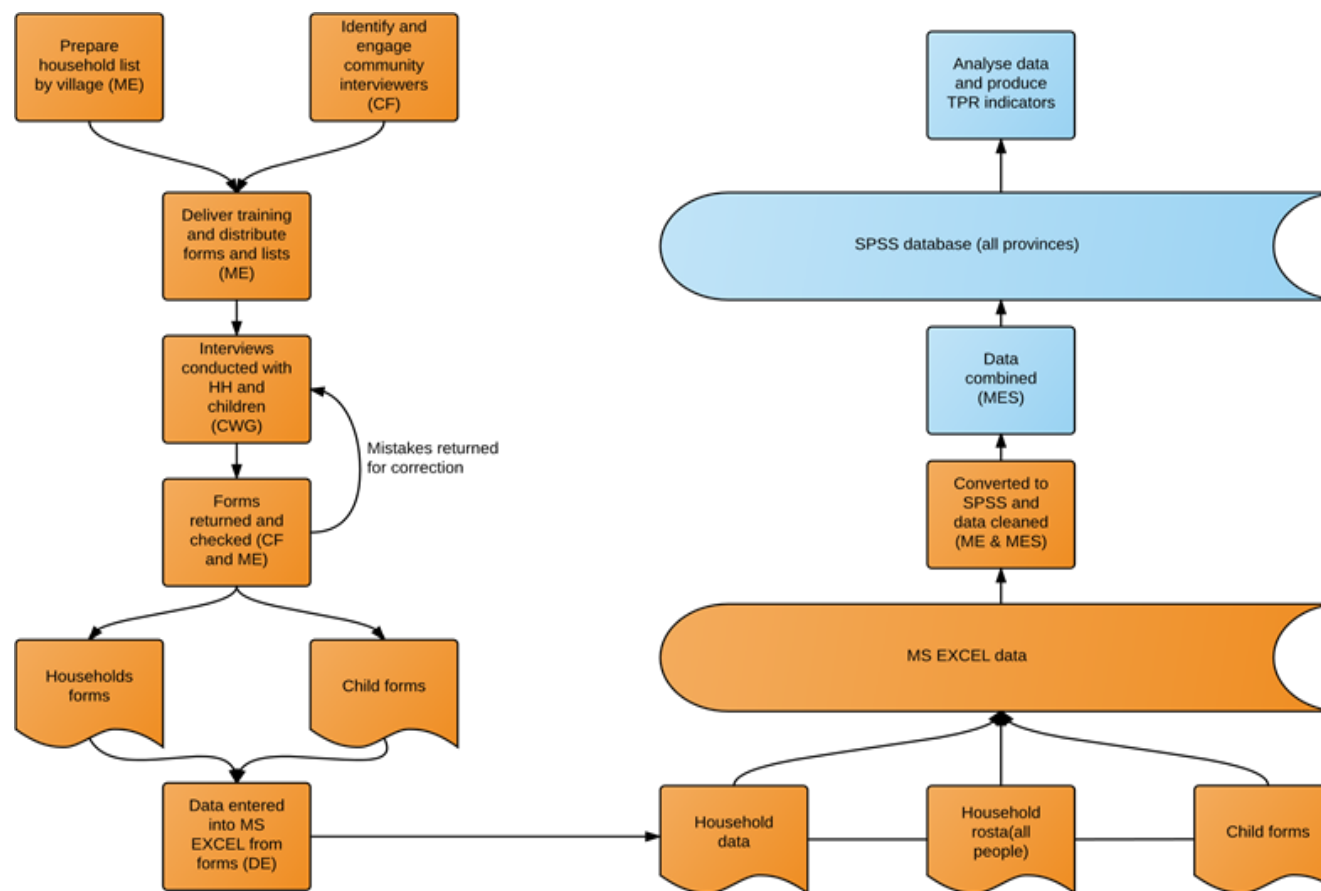 Prepare
household list
by village (ME)
Identify and
engage
community
interviewers
(CF)
Deliver training
and distribute
forms and lists
(ME)
Interviews
conducted with
HH and
children
(CWG)
Mistakes returned
for correction
Forms
returned and
checked (CF
and ME)
Households
forms
Child forms
Data entered
into MS
EXCEL from
forms (DE)
Analyse data
and produce
TPR indicators
SPSS database (all provinces)
Data
combined
(MES)
Converted to
SPSS and
data cleaned
(ME & MES)
MS EXCEL data
Household
data
Household
rosta(all
people)
Child forms